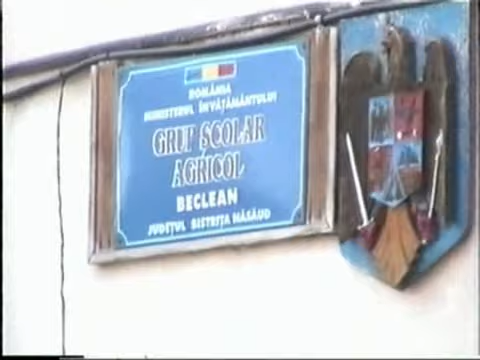 ROMÂNIA
MINISTERUL ÎNVĂŢĂMÂNTULUI
GRUP ŞCOLAR
AGRICOL
BECLEAN
JUDEŢUL BISTRIŢA NĂSĂUD